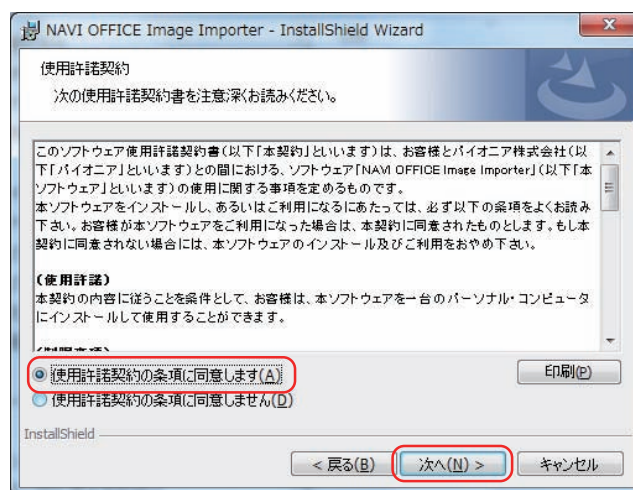 NAVI OFFICE Image Importer - InstallShield Wizard
使用許諾契約
次の使用許諾契約書を注意深くお読みください。
このソフトウェア使用許諾契約書(以下「本契約」といいます)は、お客様とパイオニア株式会社(以
下「パイオニア」といいます)との間における、ソフトウェア「NAVI OFFICE Image Importer」(以下「本
ソフトウェア」といいます)の使用に関する事項を定めるものです。
本ソフトウェアをインストールし、あるいはご利用になるにあたっては、必ず以下の条項をよくお読み
下さい。お客様が本ソフトウェアをご利用になった場合は、本契約に同意されたものとします。もし本
契約に同意されない場合には、本ソフトウェアのインストール及びご利用をおやめ下さい。
(使用許諾)
本契約の内容に従うことを条件として、お客様は、本ソフトウェアを一台のパーソナル・コンピュータ
にインストールして使用することができます。
使用許諾契約の条項に同意します(A)
印刷(P)
使用許諾契約の条項に同意しません(D)
InstallShield
< 戻る(B)
次へ(N) >
キャンセル